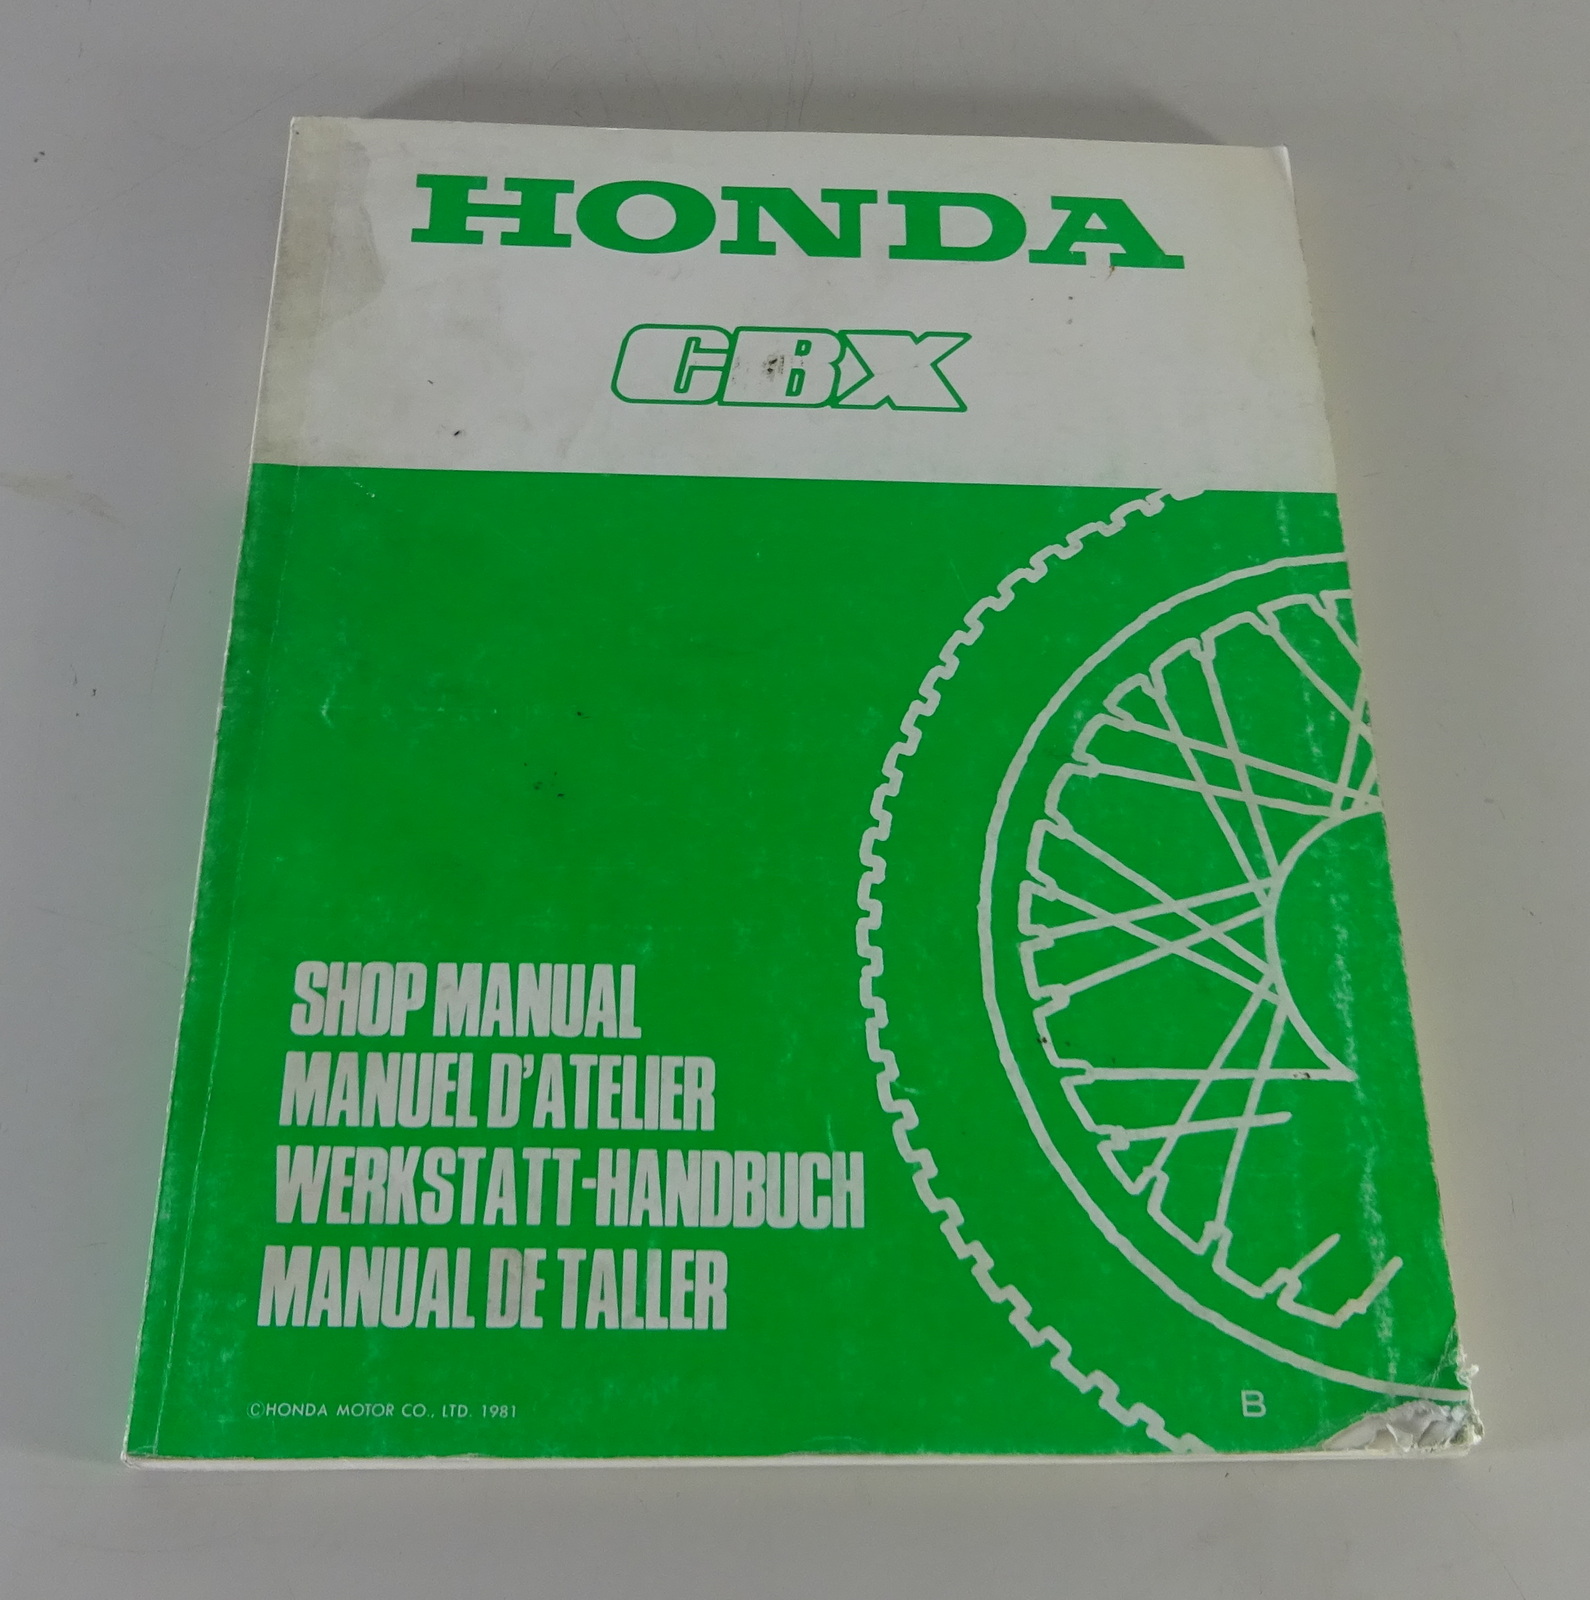 HONDA
CBX
SHOP MANUAL
MANUEL D'ATELIER
WERKSTATT-HANDBUCH
MANUAL DE TALLER
©HONDA MOTOR CO., LTD. 1981
B